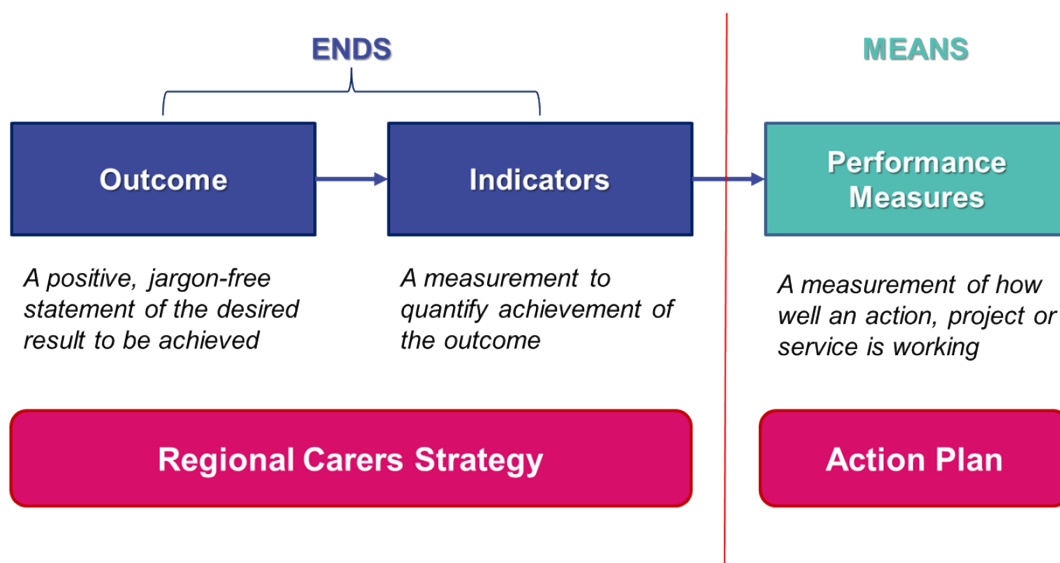 ENDS
MEANS
Outcome
Indicators
Performance
Measures
A positive, jargon-free
statement of the desired
result to be achieved
A measurement to
quantify achievement of
the outcome
A measurement of how
well an action, project or
service is working
Regional Carers Strategy
Action Plan